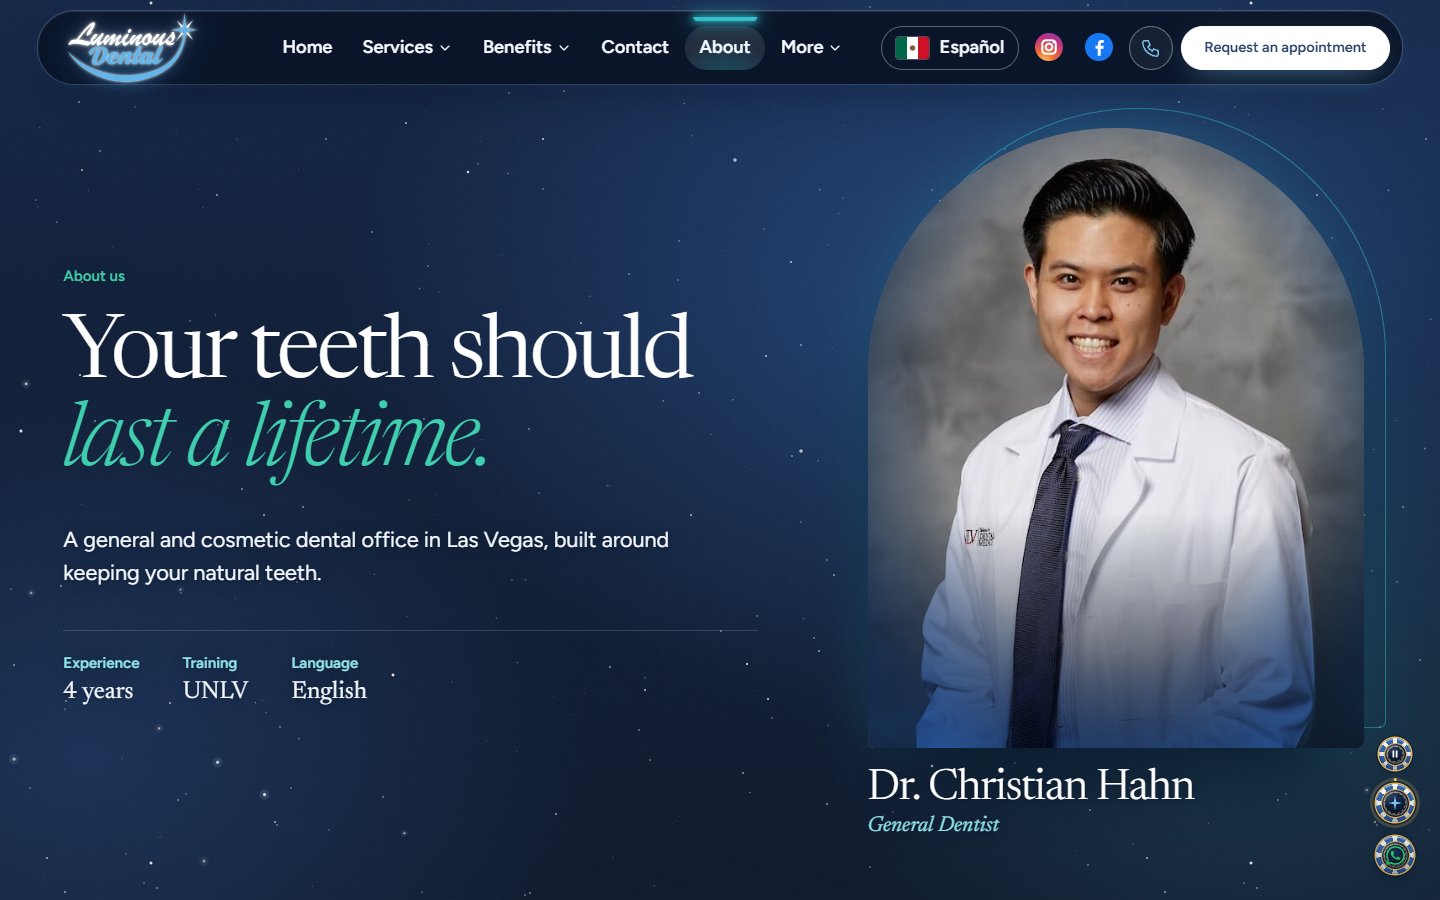 Luminous
Dental
Home
Services
Benefits
Contact
About
More
Español
Request an appointment
About us
Your teeth should
last a lifetime.
A general and cosmetic dental office in Las Vegas, built around
keeping your natural teeth.
Experience
Training
Language
4 years
UNLV
English
Dr. Christian Hahn
General Dentist